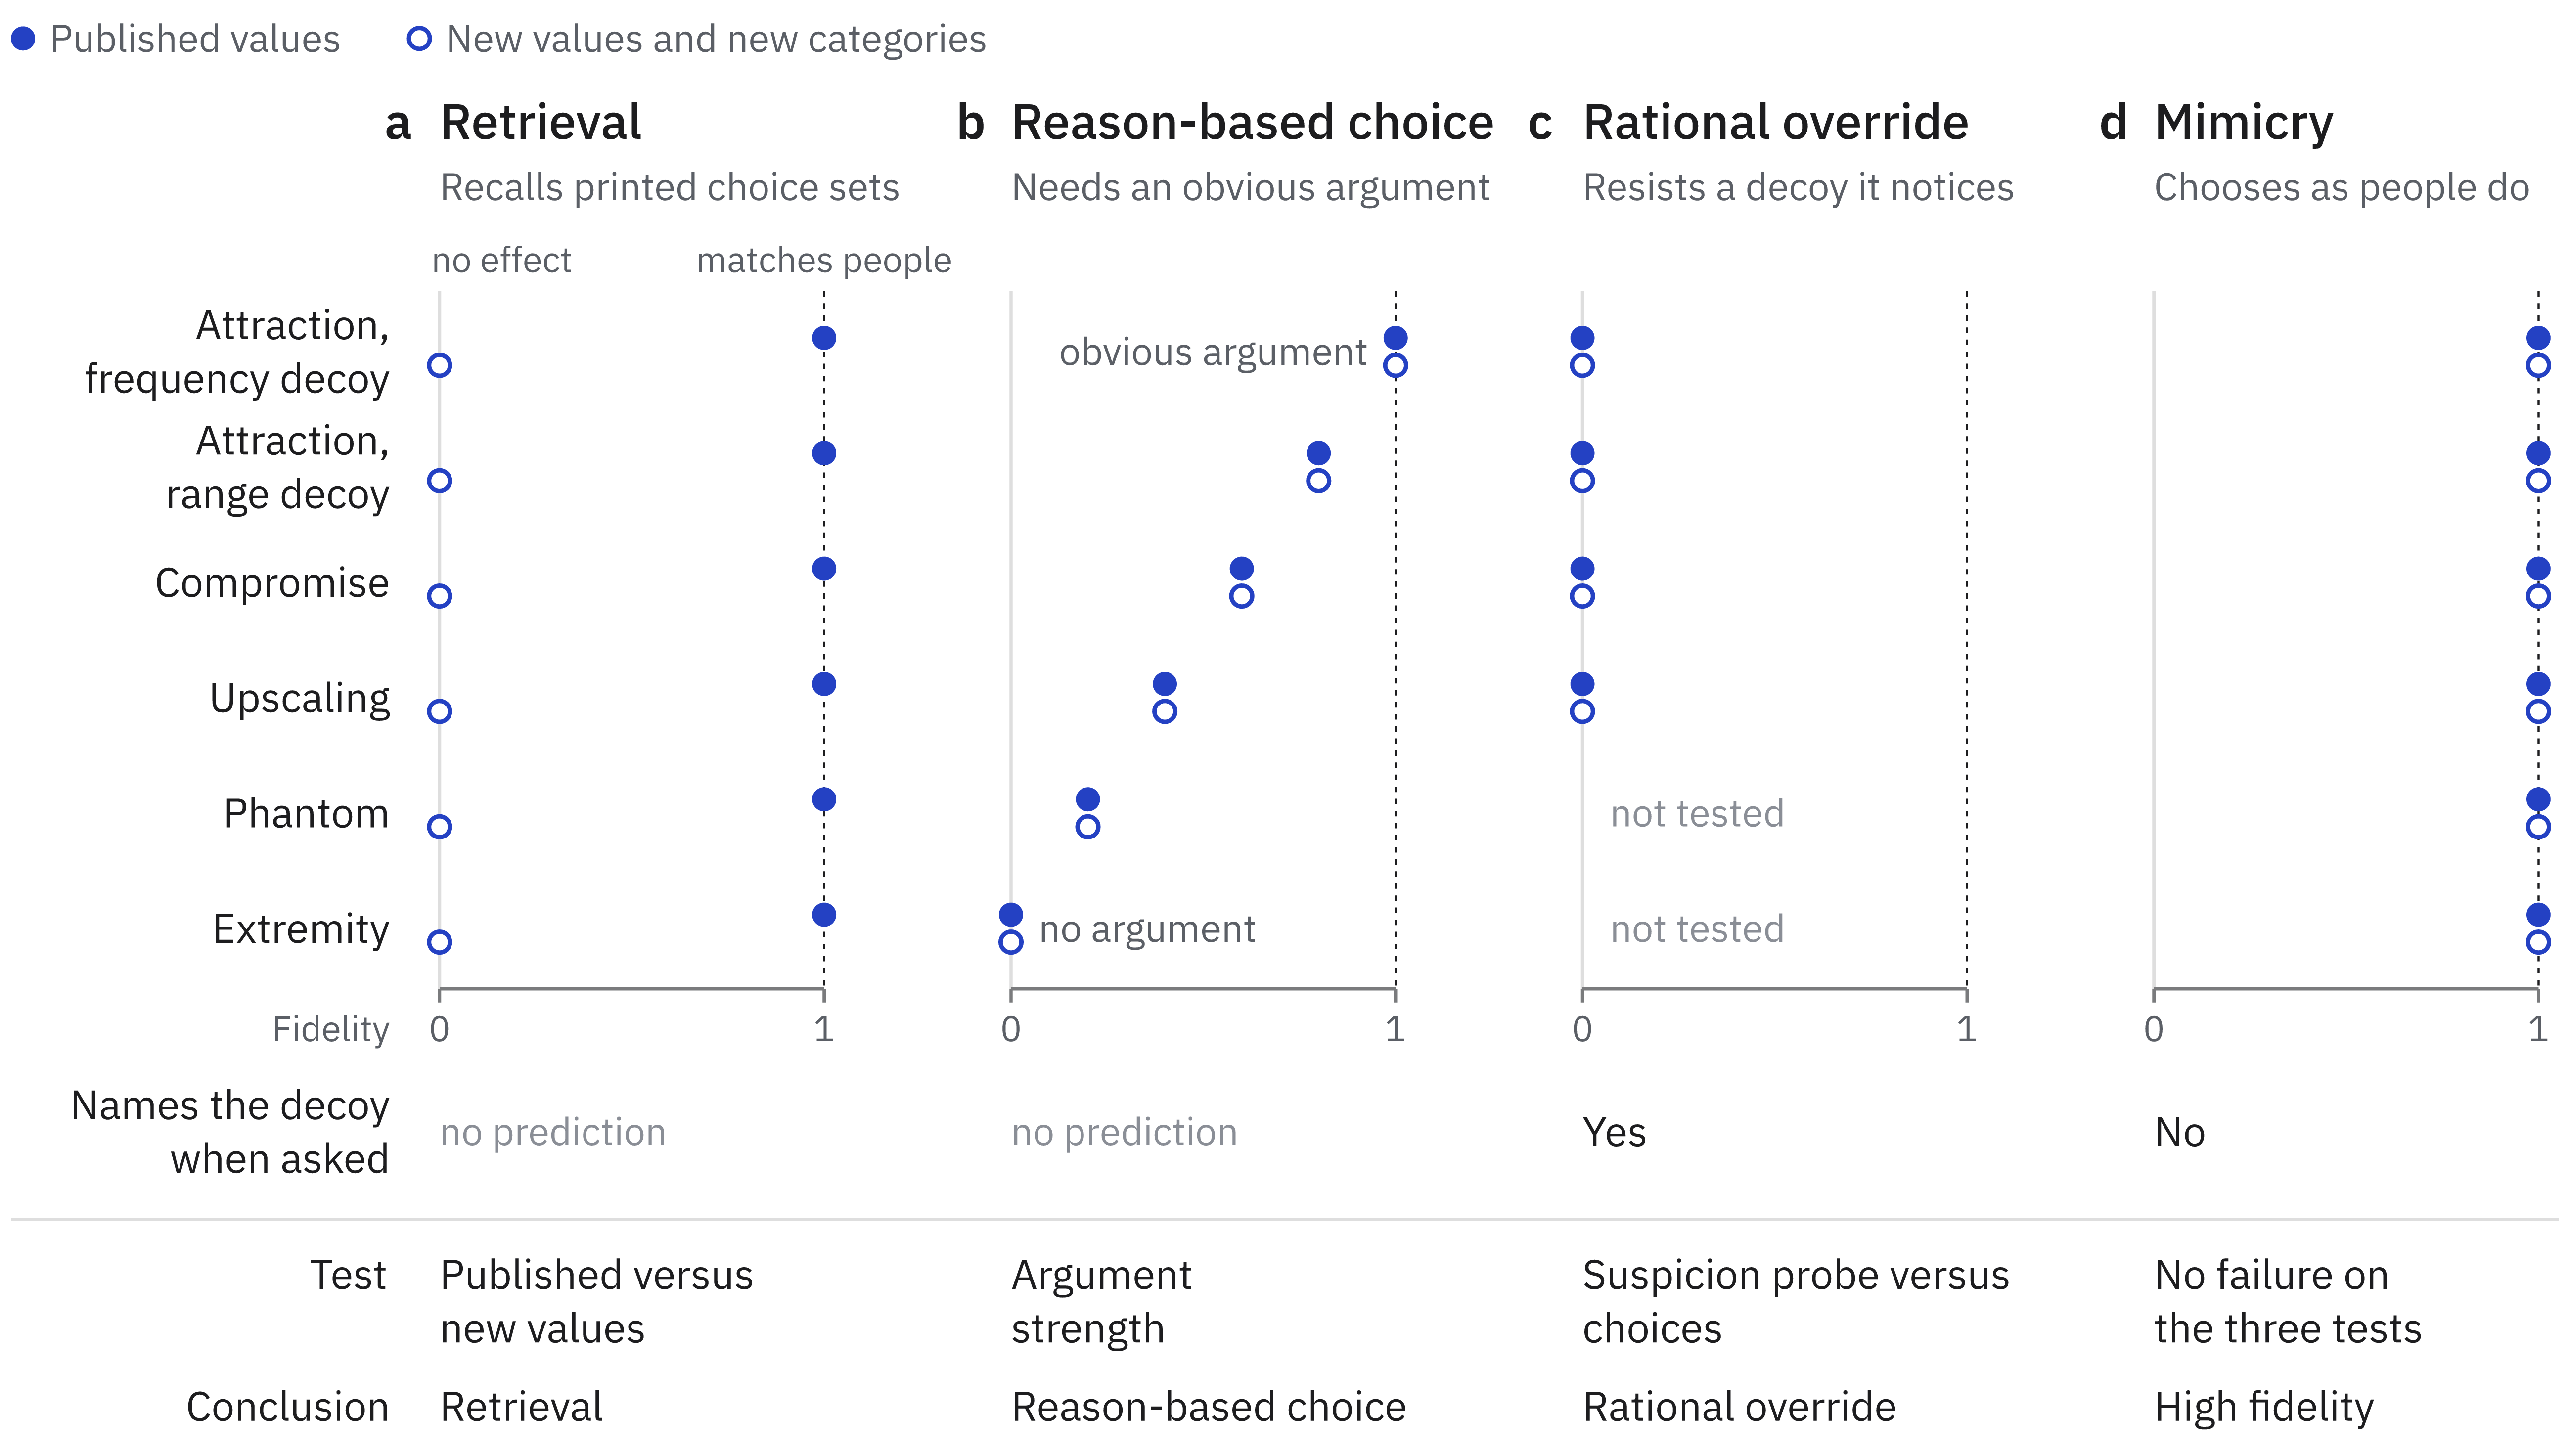 Published values
New values and new categories
a Retrieval
Recalls printed choice sets
b Reason-based choice
Needs an obvious argument
c Rational override
Resists a decoy it notices
d Mimicry
Chooses as people do
no effect
matches people
Attraction,
frequency decoy
obvious argument
Attraction,
range decoy
Compromise
Upscaling
Phantom
not tested
Extremity
no argument
not tested
Fidelity 0 1 0 1 0 1 0 1
Names the decoy
when asked
no prediction
no prediction
Yes
No
Test
Published versus
new values
Argument
strength
Suspicion probe versus
choices
No failure on
the three tests
Conclusion
Retrieval
Reason-based choice
Rational override
High fidelity